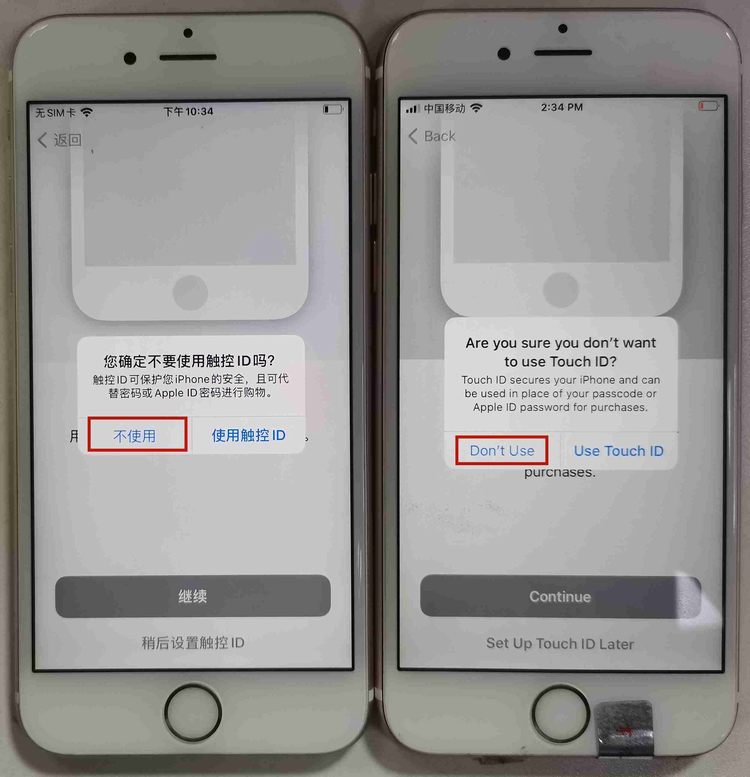 无SIM卡
下午10:34
返回
您确定不要使用触控ID吗?
触控ID可保护您iPhone的安全，且可代
替密码或Apple ID密码进行购物。
用
不使用
使用触控ID
。
继续
稍后设置触控ID
中国移动
2:34 PM
Back
Are you sure you don't want
to use Touch ID?
Touch ID secures your iPhone and can
be used in place of your passcode or
Apple ID password for purchases.
Don't Use
Use Touch ID
purchases.
Continue
Set Up Touch ID Later